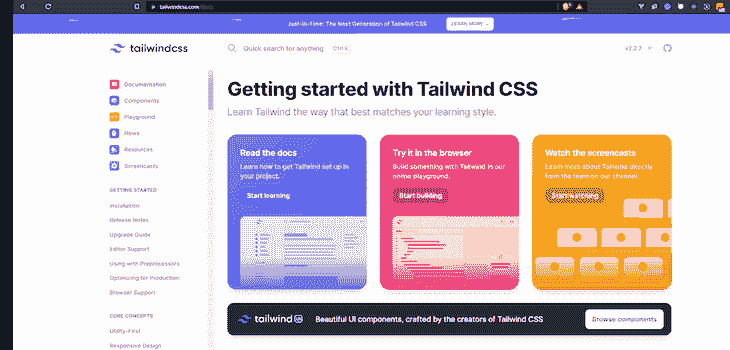 tailwindcss.com/docs
Just-in-Time: The Next Generation of Tailwind CSS
LEARN MORE
tailwindcss
Quick search for anything
Ctrl K
v2.2.7
Documentation
Components
Playground
News
Resources
Screencasts
GETTING STARTED
Installation
Release Notes
Upgrade Guide
Editor Support
Using with Preprocessors
Optimizing for Production
Browser Support
CORE CONCEPTS
Utility-First
Responsive Design
Getting started with Tailwind CSS
Learn Tailwind the way that best matches your learning style.
Read the docs
Learn how to get Tailwind set up in
your project.
Start learning
Try it in the browser
Build something with Tailwind in our
online playground.
Start building
Watch the screencasts
Learn more about Tailwind directly
from the team on our channel.
Start watching
tailwind UI
Beautiful UI components, crafted by the creators of Tailwind CSS
Browse components